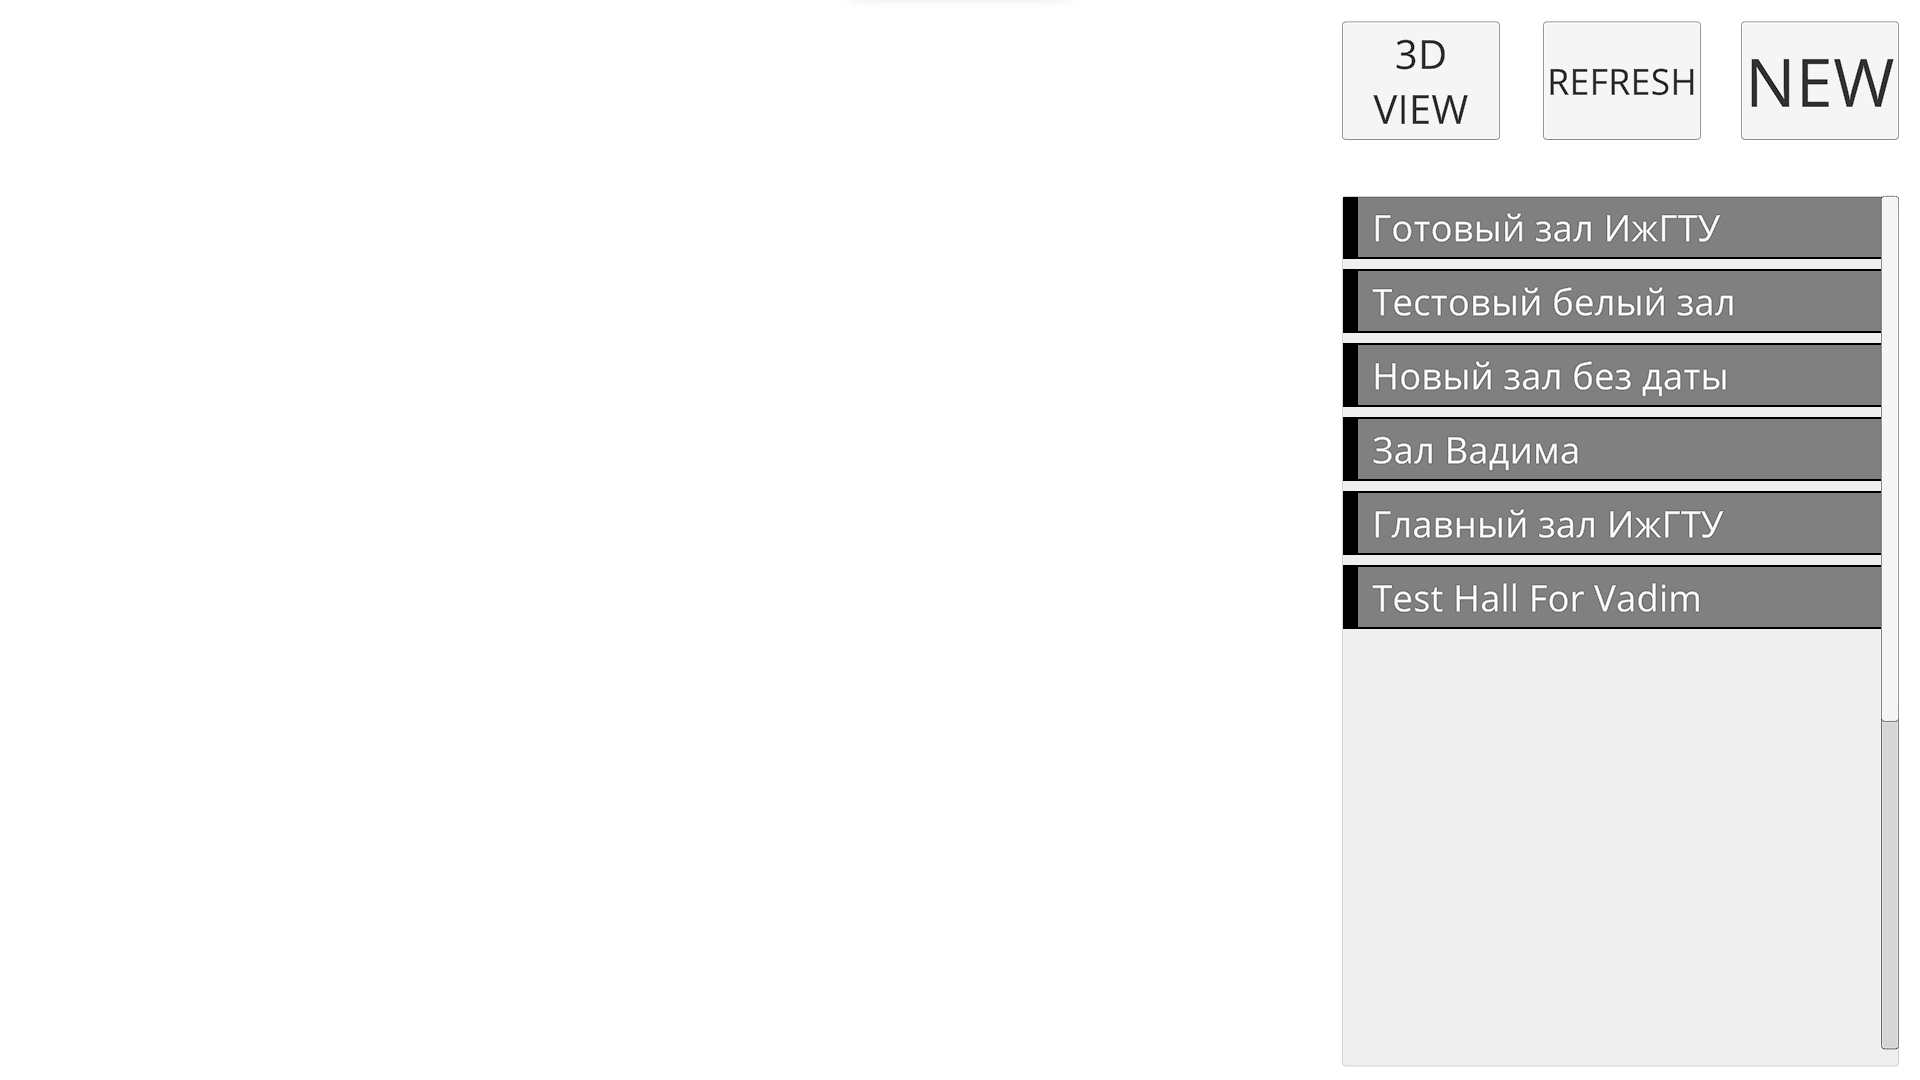 3D
VIEW
REFRESH
NEW
Готовый зал ИжГТУ
Тестовый белый зал
Новый зал без даты
Зал Вадима
Главный зал ИжГТУ
Test Hall For Vadim